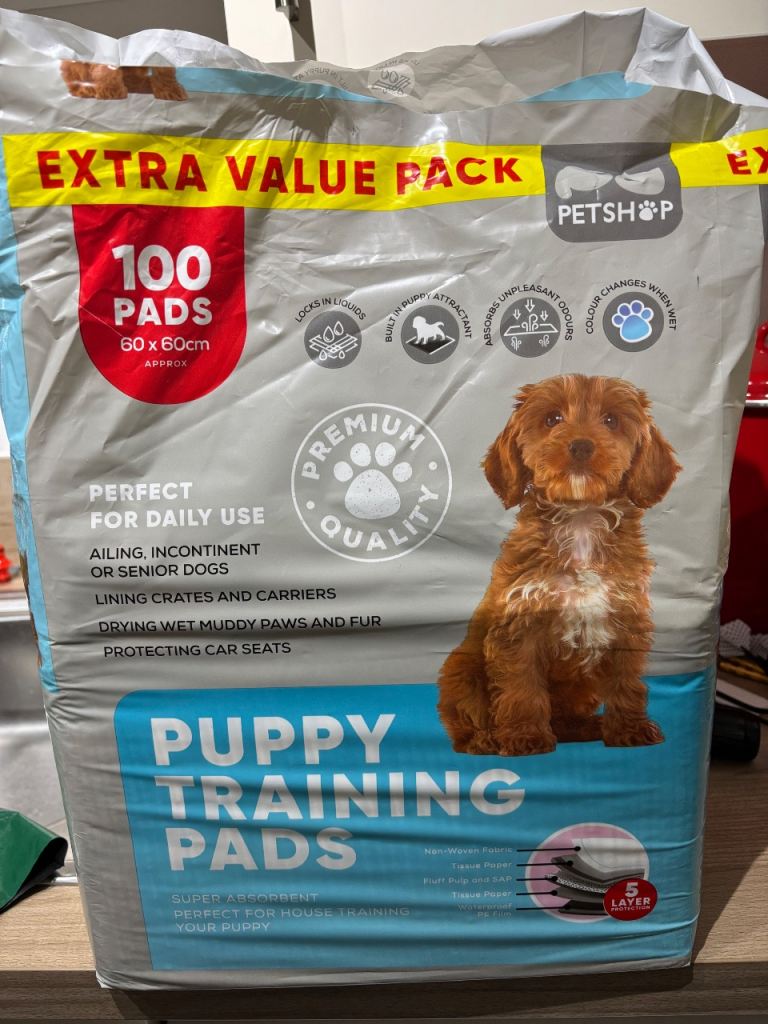 EXTRA VALUE PACK
PETSHOP
EX
100
PADS
60 x 60cm
APPROX
LOCKS IN LIQUIDS
BUILT IN PUPPY ATTRACTANT
ABSORBS UNPLEASANT ODOURS
COLOUR CHANGES WHEN WET
PREMIUM
QUALITY
PERFECT
FOR DAILY USE
AILING, INCONTINENT
OR SENIOR DOGS
LINING CRATES AND CARRIERS
DRYING WET MUDDY PAWS AND FUR
PROTECTING CAR SEATS
PUPPY
TRAINING
PADS
SUPER ABSORBENT
PERFECT FOR HOUSE TRAINING
YOUR PUPPY
Non-Woven Fabric
Tissue Paper
Fluff Pulp and SAP
Tissue Paper
Waterproof
PE Film
5
LAYER
PROTECTION